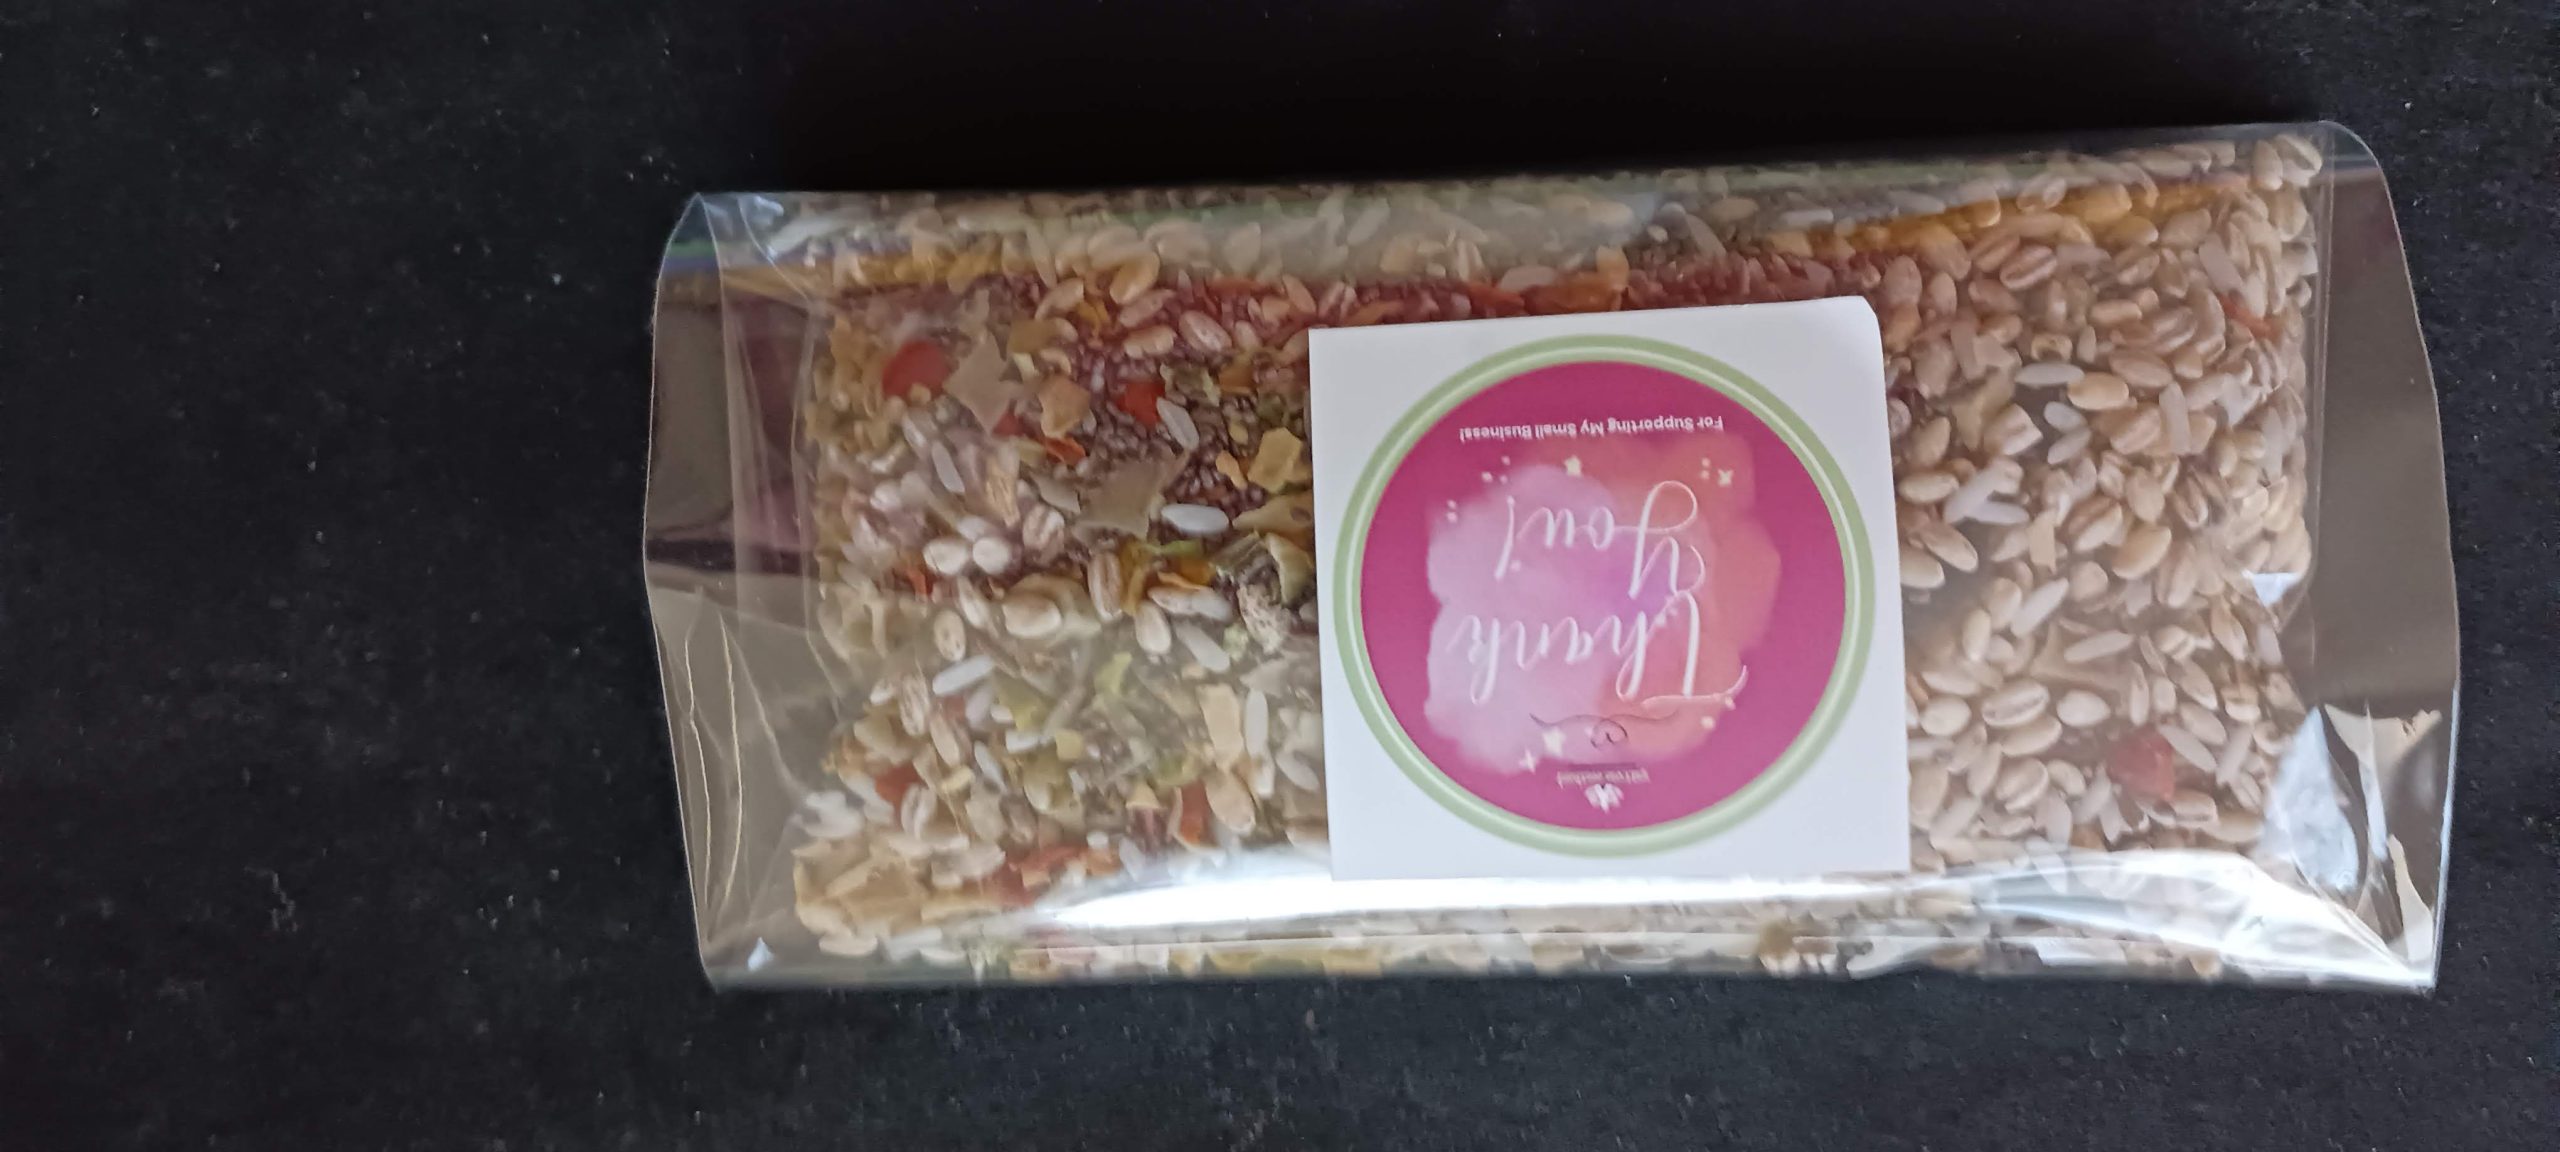 Thank
You!
For Supporting My Small Business!